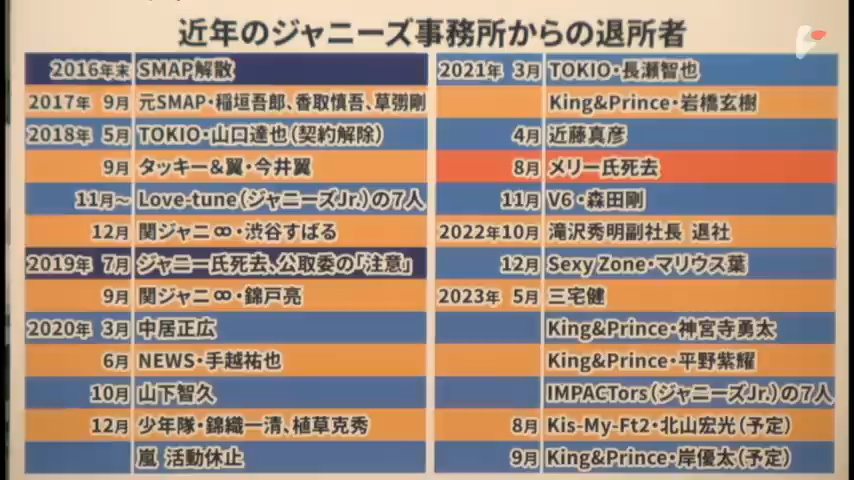 近年のジャニーズ事務所からの退所者
2016年末 SMAP解散
2017年 9月 元SMAP・稲垣吾郎、香取慎吾、草彅剛
2018年 5月 TOKIO・山口達也(契約解除)
9月 タッキー&翼・今井翼
11月~ Love-tune(ジャニーズJr.)の7人
12月 関ジャニ∞・渋谷すばる
2019年 7月 ジャニー氏死去、公取委の「注意」
9月 関ジャニ∞・錦戸亮
2020年 3月 中居正広
6月 NEWS・手越祐也
10月 山下智久
12月 少年隊・錦織一清、植草克秀
嵐 活動休止
2021年 3月 TOKIO・長瀬智也
King&Prince・岩橋玄樹
4月 近藤真彦
8月 メリー氏死去
11月 V6・森田剛
2022年10月 滝沢秀明副社長 退社
12月 Sexy Zone・マリウス葉
2023年 5月 三宅健
King&Prince・神宮寺勇太
King&Prince・平野紫耀
IMPACTors(ジャニーズJr.)の7人
8月 Kis-My-Ft2・北山宏光(予定)
9月 King&Prince・岸優太(予定)